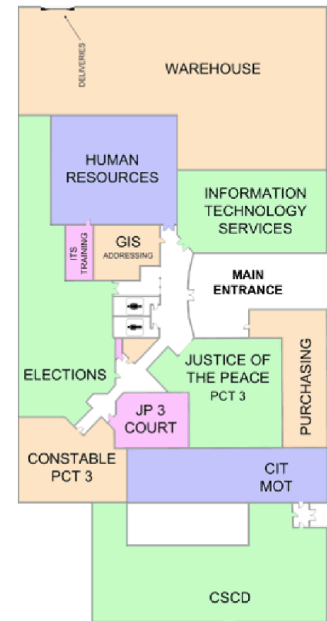 DELIVERIES
WAREHOUSE
HUMAN
RESOURCES
INFORMATION
TECHNOLOGY
SERVICES
ITS
TRAINING
GIS
ADDRESSING
MAIN
ENTRANCE
ELECTIONS
JUSTICE OF
THE PEACE
PCT 3
PURCHASING
JP 3
COURT
CONSTABLE
PCT 3
CIT
MOT
CSCD